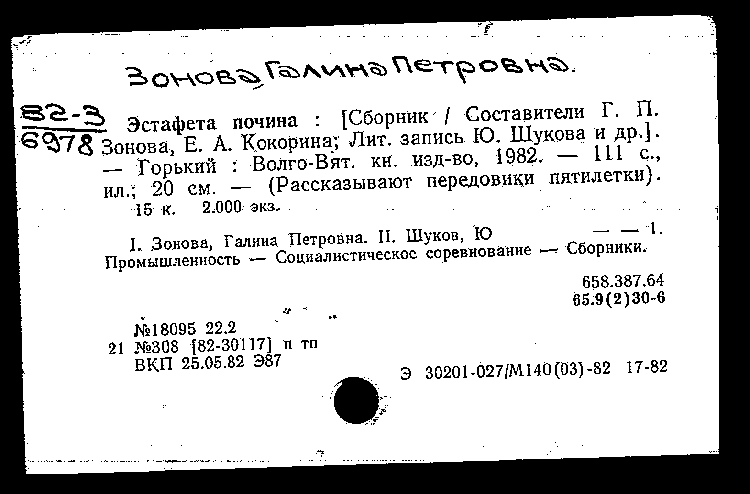 Зонова, Галина Петровна.
82-3
6978
Эстафета почина : [Сборник / Составители Г. П.
Зонова, Е. А. Кокорина; Лит. запись Ю. Шукова и др.].
— Горький : Волго-Вят. кн. изд-во, 1982. — 111 с.,
ил.; 20 см. — (Рассказывают передовики пятилетки).
15 к. 2.000 экз.
I. Зонова, Галина Петровна. II. Шуков, Ю — — 1.
Промышленность — Социалистическое соревнование — Сборники.
658.387.64
65.9(2)30-6
№18095 22.2
21 №308 [82-30117] п тп
ВКП 25.05.82 Э87
Э 30201-027/М140(03)-82 17-82